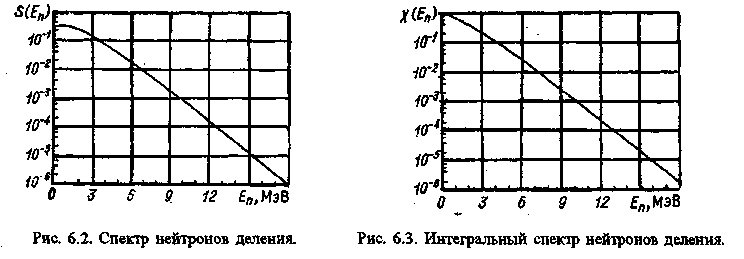 S(Eₙ)
10⁻¹
10⁻²
10⁻³
10⁻⁴
10⁻⁵
10⁻⁶
0 3 6 9 12 Eₙ, МэВ
Рис. 6.2. Спектр нейтронов деления.
χ(Eₙ)
10⁻¹
10⁻²
10⁻³
10⁻⁴
10⁻⁵
10⁻⁶
0 3 6 9 12 Eₙ, МэВ
Рис. 6.3. Интегральный спектр нейтронов деления.